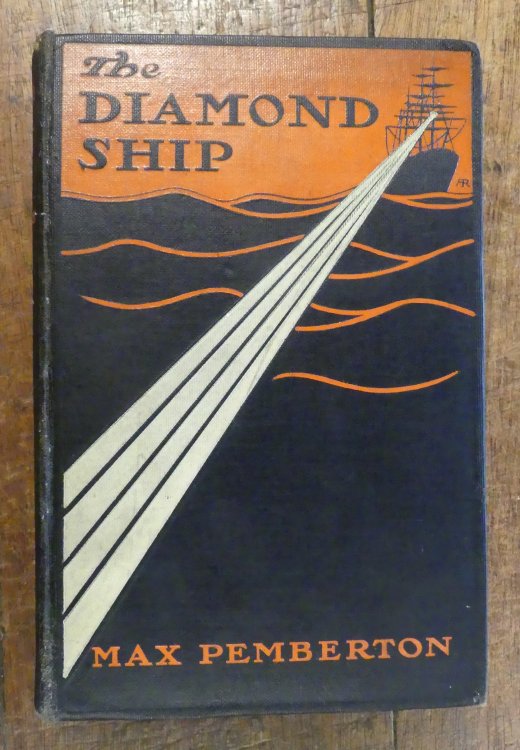 The
DIAMOND
SHIP
MAX PEMBERTON